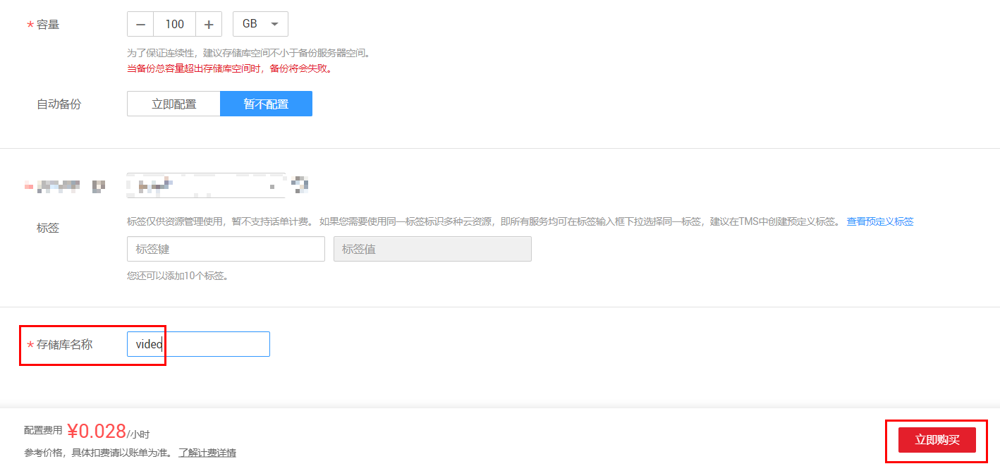 * 容量 − 100 + GB
为了保证连续性，建议存储库空间不小于备份服务器空间。
当备份总容量超出存储库空间时，备份将会失败。
自动备份 立即配置 暂不配置
标签 标签仅供资源管理使用，暂不支持话单计费。 如果您需要使用同一标签标识多种云资源，即所有服务均可在标签输入框下拉选择同一标签，建议在TMS中创建预定义标签。 查看预定义标签
标签键 标签值
您还可以添加10个标签。
* 存储库名称 video
配置费用 ¥0.028/小时
参考价格，具体扣费请以账单为准。 了解计费详情
立即购买